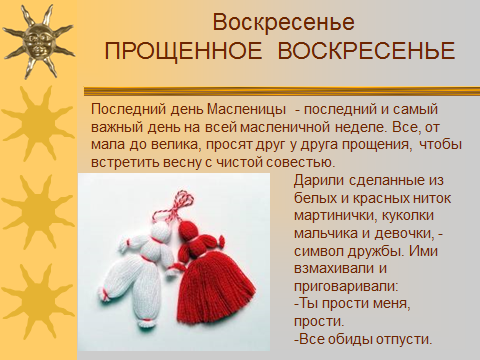 Воскресенье
ПРОЩЕННОЕ ВОСКРЕСЕНЬЕ
Последний день Масленицы - последний и самый
важный день на всей масленичной неделе. Все, от
мала до велика, просят друг у друга прощения, чтобы
встретить весну с чистой совестью.
Дарили сделанные из
белых и красных ниток
мартинички, куколки
мальчика и девочки, -
символ дружбы. Ими
взмахивали и
приговаривали:
-Ты прости меня,
прости.
-Все обиды отпусти.